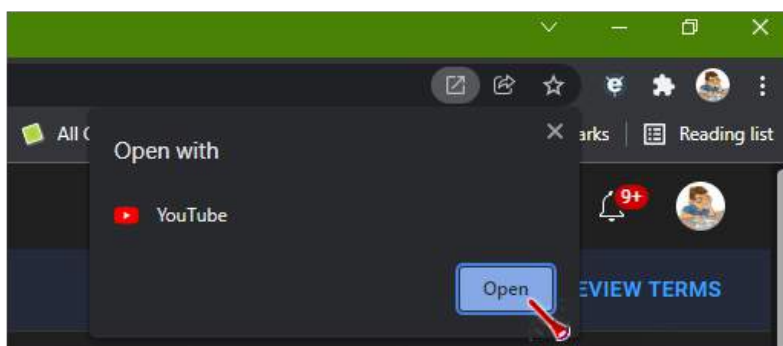 All
Open with
arks
Reading list
YouTube
9+
Open
EVIEW TERMS